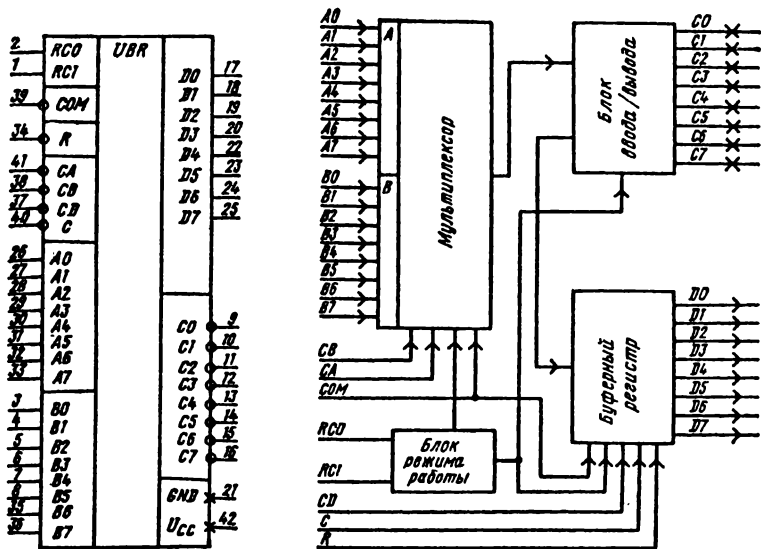 UBR
2 RC0
1 RC1
39 COM
34 R
41 CA
38 CB
37 CD
40 C
26 A0
27 A1
28 A2
29 A3
30 A4
31 A5
32 A6
33 A7
3 B0
4 B1
5 B2
6 B3
7 B4
8 B5
35 B6
36 B7
D0 17
D1 18
D2 19
D3 20
D4 22
D5 23
D6 24
D7 25
C0 9
C1 10
C2 11
C3 12
C4 13
C5 14
C6 15
C7 16
GND 21
UCC 42
A0
A1
A2
A3
A4
A5
A6
A7
B0
B1
B2
B3
B4
B5
B6
B7
A
B
Мультиплексор
CB
CA
COM
RC0
RC1
CD
C
R
Блок
режима
работы
Блок
ввода/вывода
C0
C1
C2
C3
C4
C5
C6
C7
Буферный
регистр
D0
D1
D2
D3
D4
D5
D6
D7